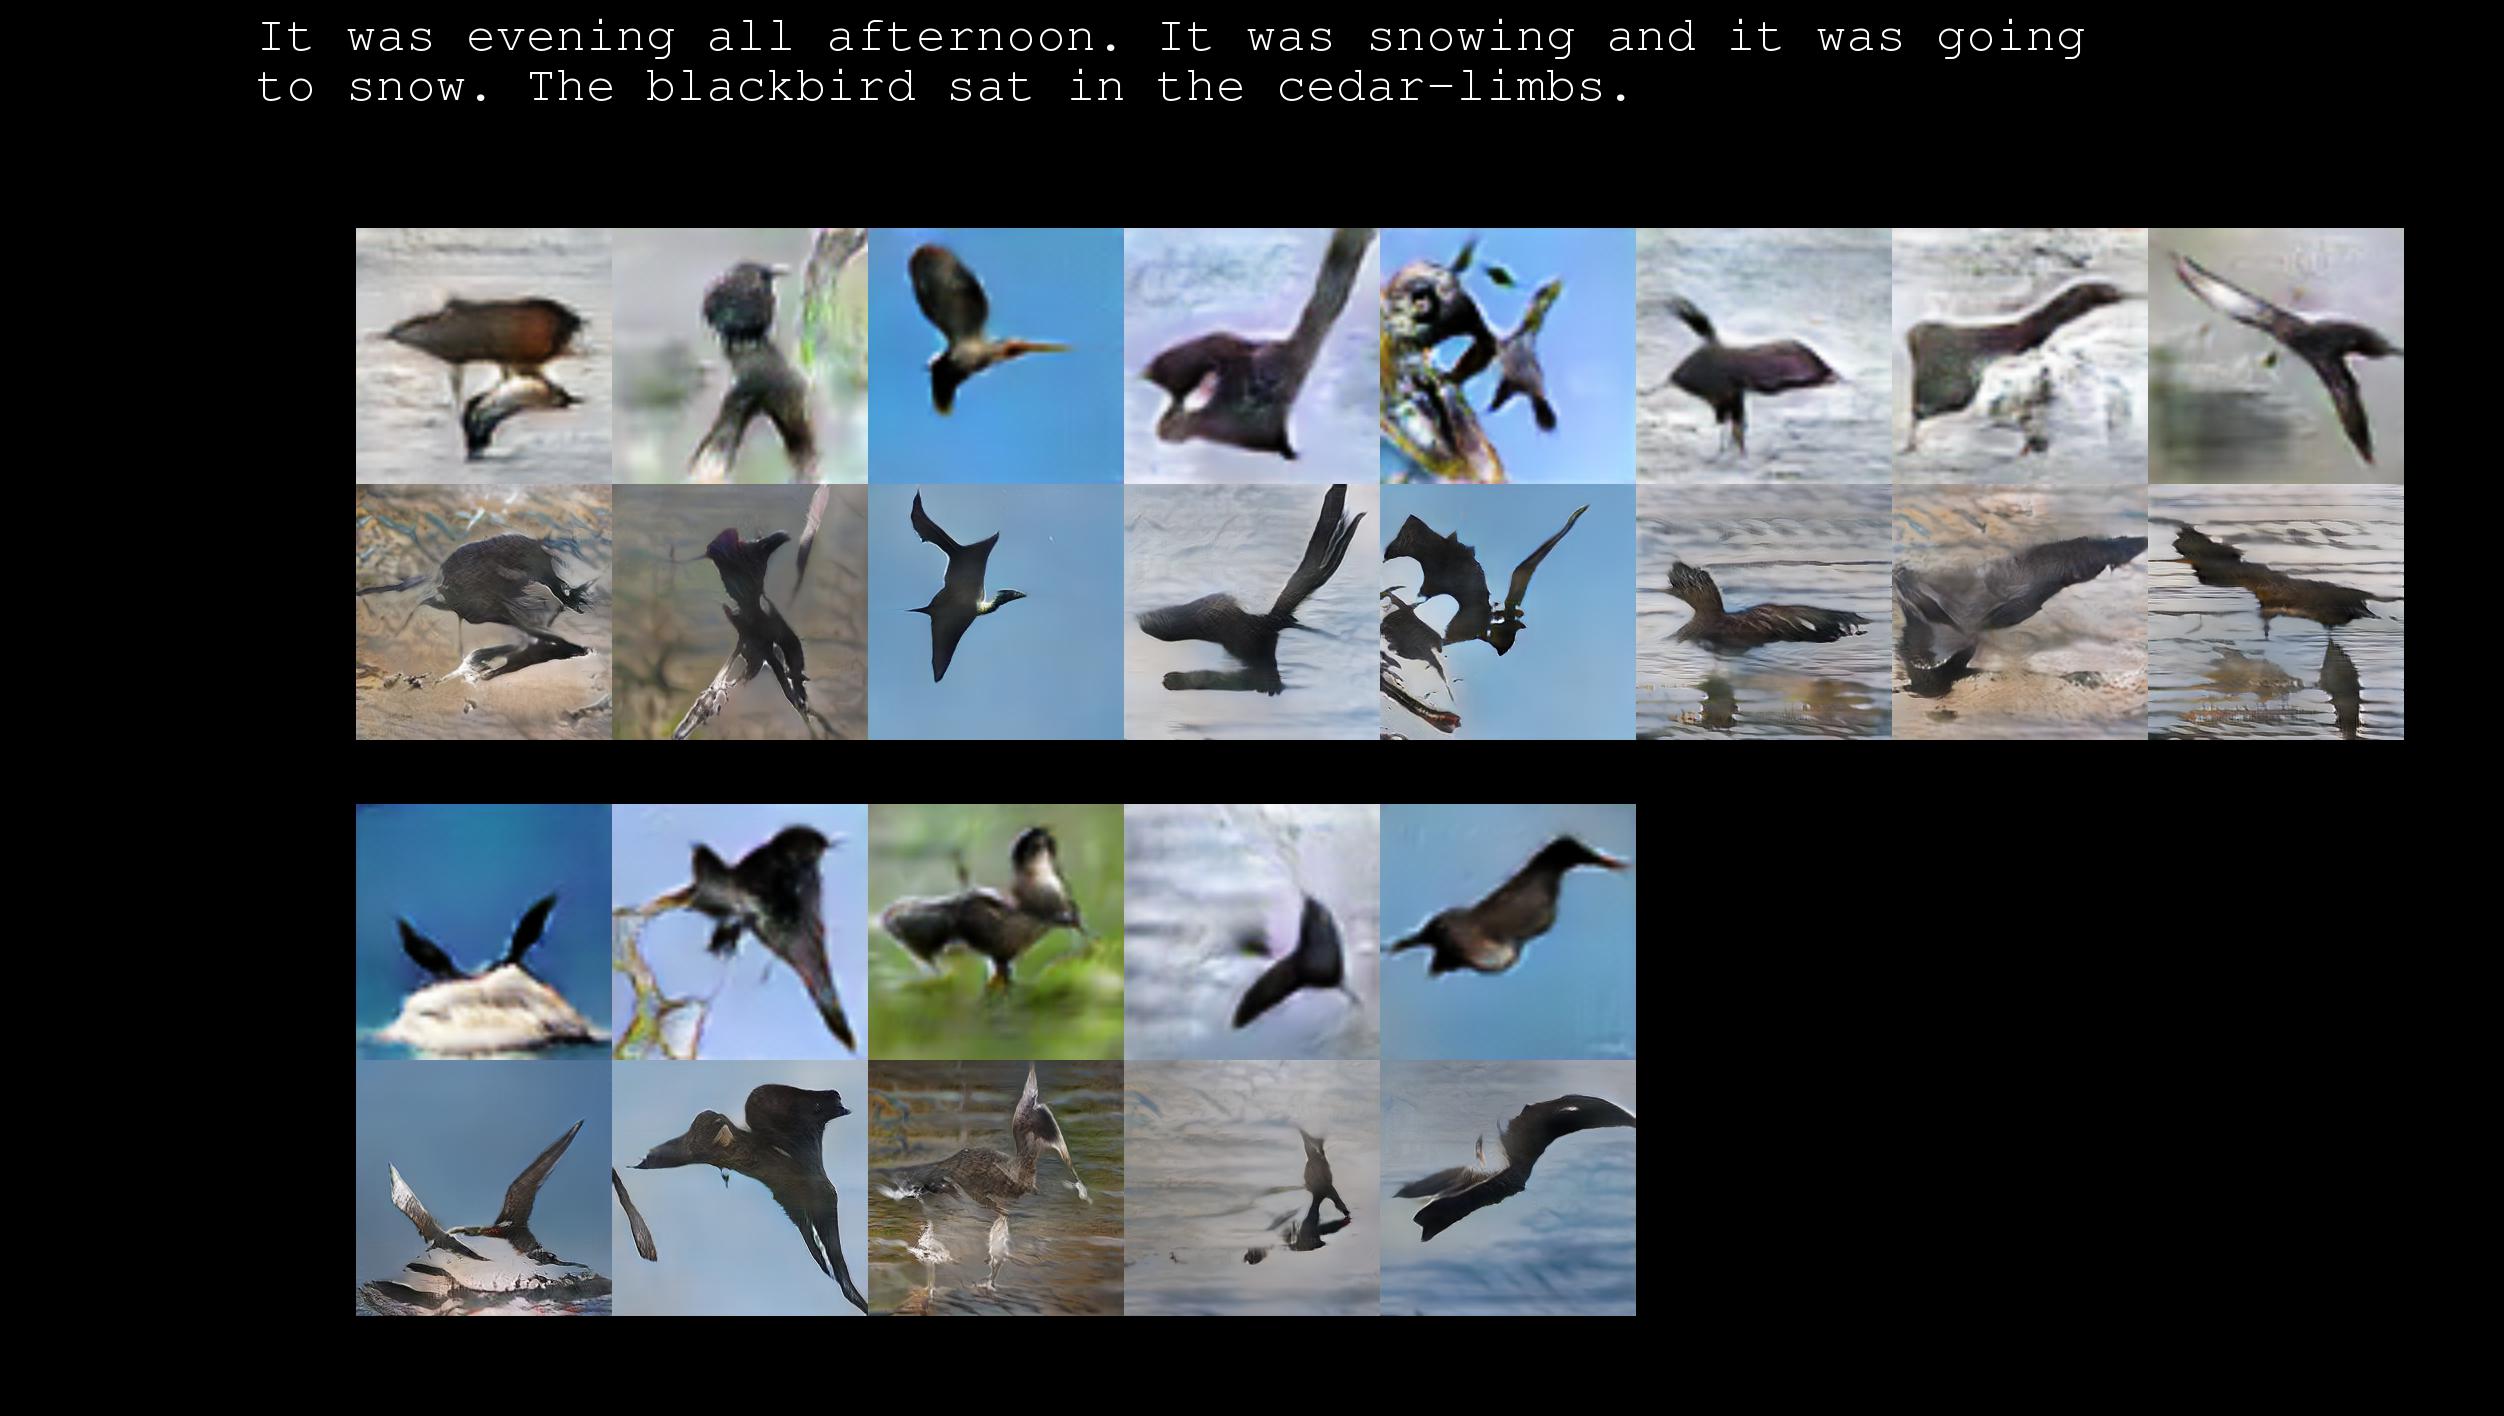 It was evening all afternoon. It was snowing and it was going
to snow. The blackbird sat in the cedar-limbs.